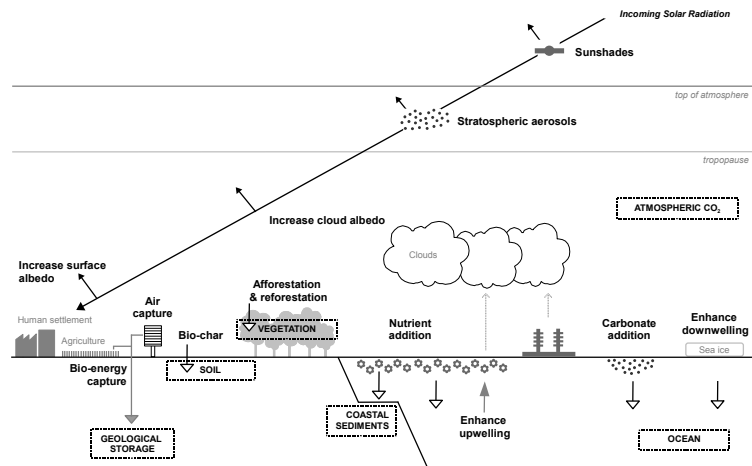 Incoming Solar Radiation
Sunshades
top of atmosphere
Stratospheric aerosols
tropopause
ATMOSPHERIC CO₂
Increase cloud albedo
Clouds
Increase surface
albedo
Afforestation
& reforestation
Air
capture
Human settlement
Agriculture
Bio-char
VEGETATION
Nutrient
addition
Carbonate
addition
Enhance
downwelling
Sea ice
Bio-energy
capture
SOIL
GEOLOGICAL
STORAGE
COASTAL
SEDIMENTS
Enhance
upwelling
OCEAN